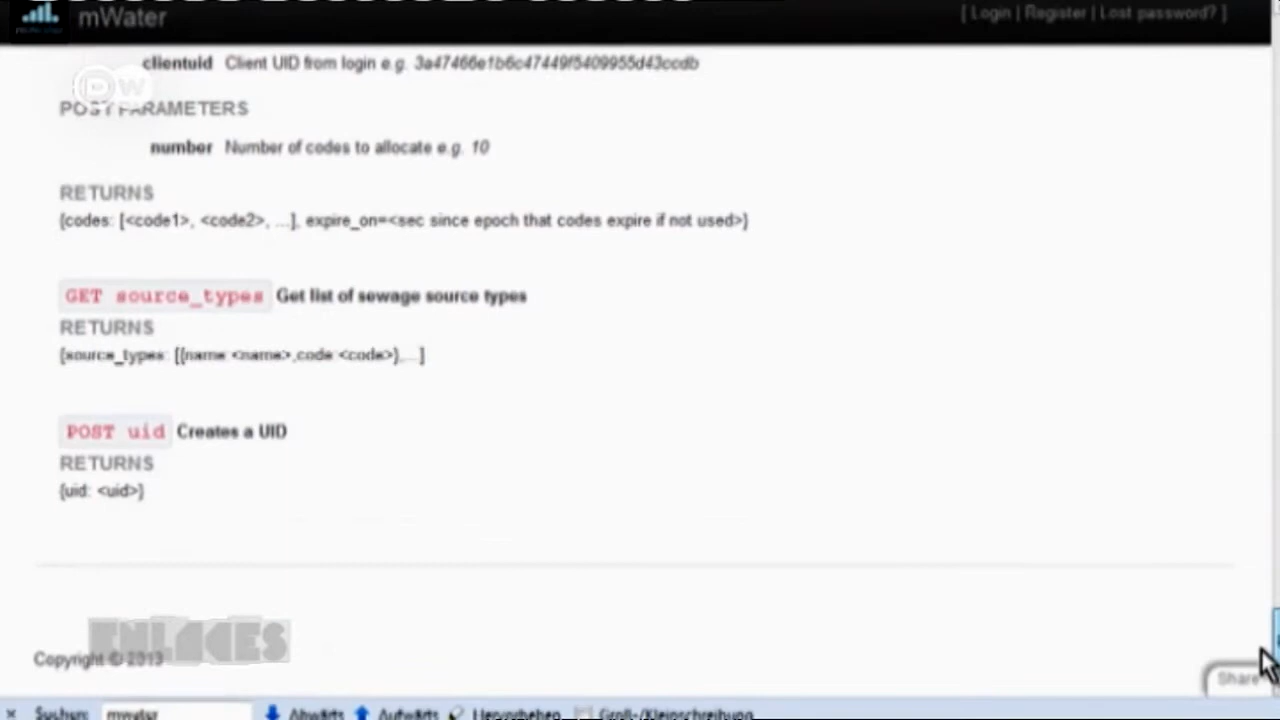 mWater
[ Login | Register | Lost password? ]
clientuid Client UID from login e.g. 3a47466e1b6c47449f5409955d43ccdb
DW
POST PARAMETERS
number Number of codes to allocate e.g. 10
RETURNS
{codes: [<code1>, <code2>, ...], expire_on=<sec since epoch that codes expire if not used>}
GET source_types Get list of sewage source types
RETURNS
{source_types: [{name <name>,code <code>},...]
POST uid Creates a UID
RETURNS
{uid: <uid>}
ENLACES
Copyright © 2013
Share
× Suchen: mwater Abwärts Aufwärts Hervorheben Groß-/Kleinschreibung